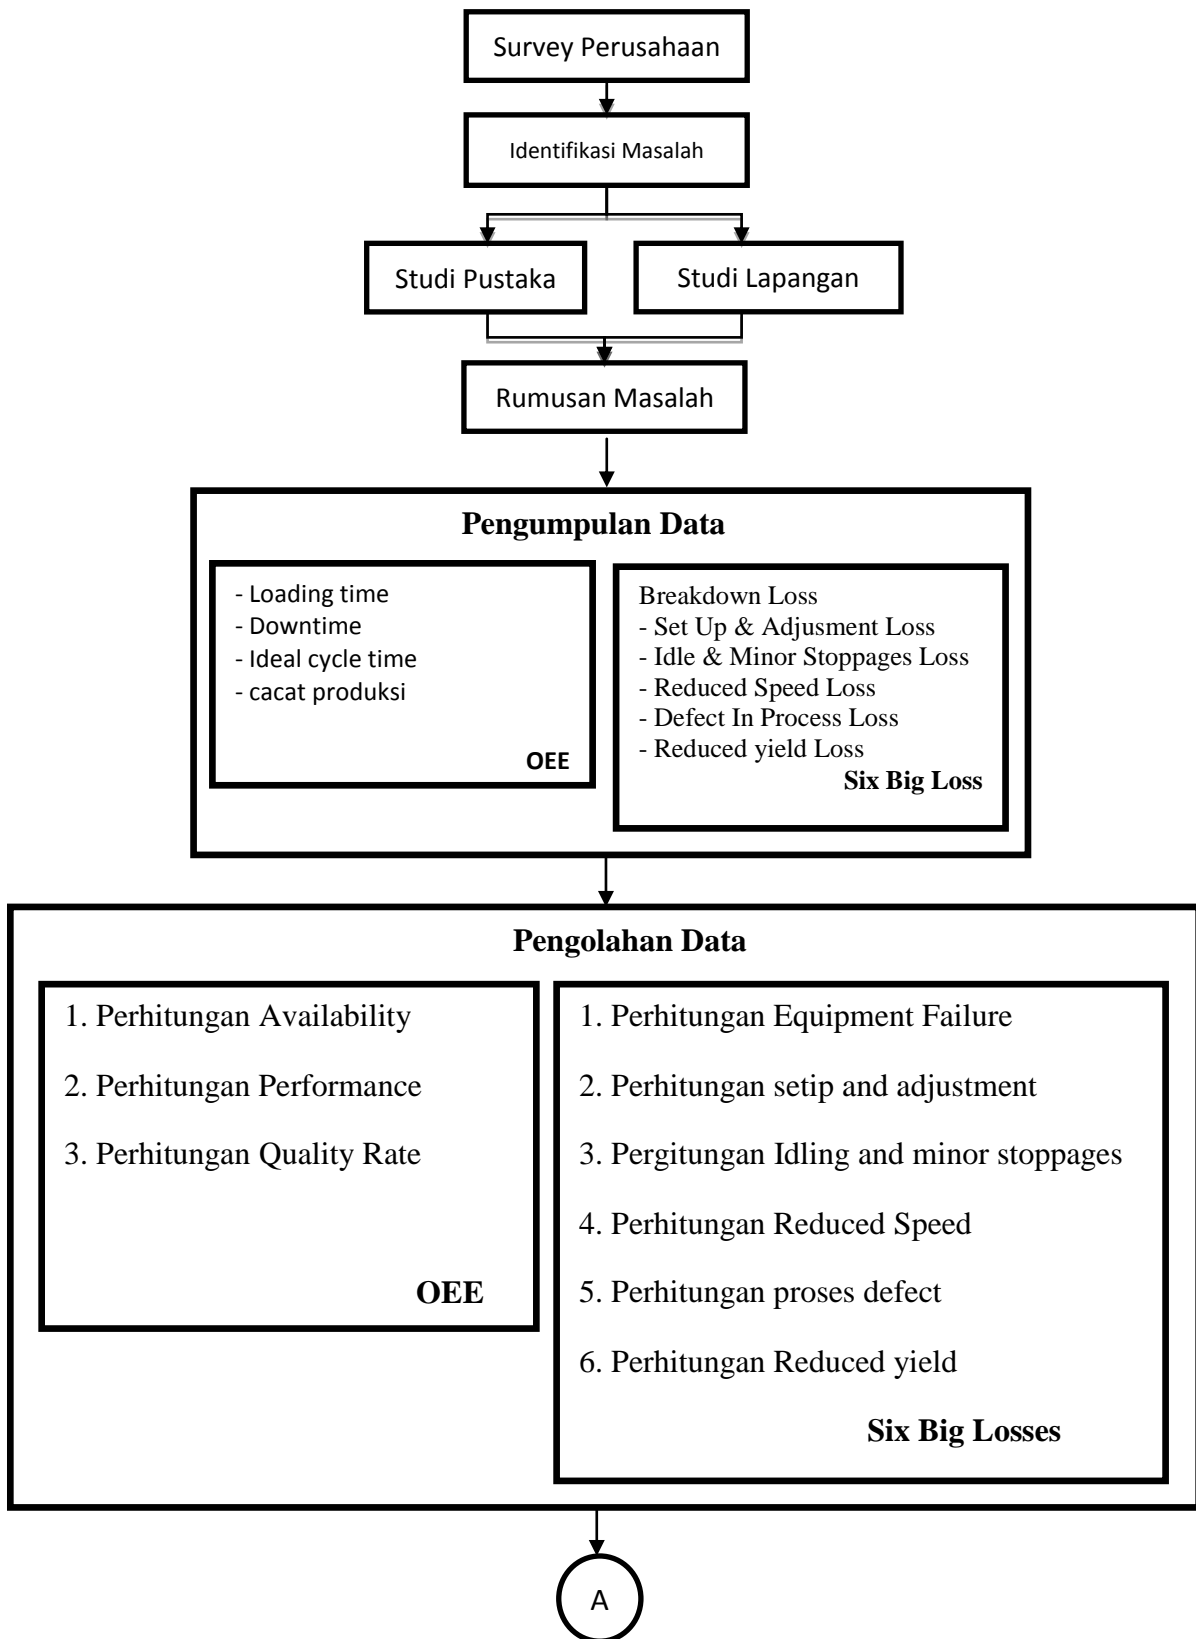 Survey Perusahaan
Identifikasi Masalah
Studi Pustaka
Studi Lapangan
Rumusan Masalah
Pengumpulan Data
- Loading time
- Downtime
- Ideal cycle time
- cacat produksi
OEE
Breakdown Loss
- Set Up & Adjusment Loss
- Idle & Minor Stoppages Loss
- Reduced Speed Loss
- Defect In Process Loss
- Reduced yield Loss
Six Big Loss
Pengolahan Data
1. Perhitungan Availability
2. Perhitungan Performance
3. Perhitungan Quality Rate
OEE
1. Perhitungan Equipment Failure
2. Perhitungan setip and adjustment
3. Pergitungan Idling and minor stoppages
4. Perhitungan Reduced Speed
5. Perhitungan proses defect
6. Perhitungan Reduced yield
Six Big Losses
A